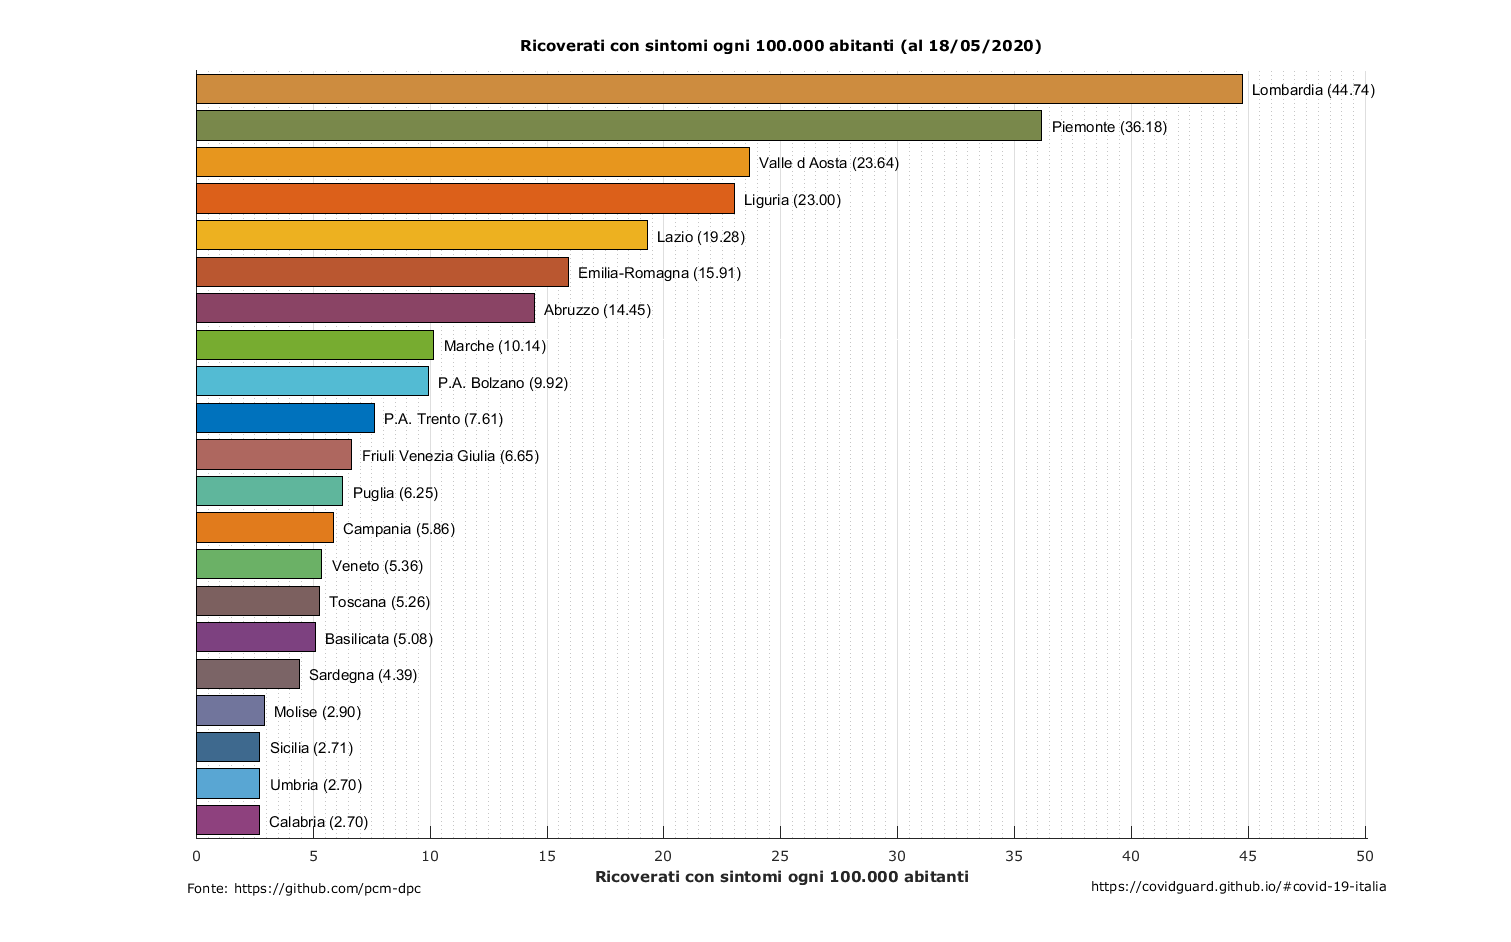 Ricoverati con sintomi ogni 100.000 abitanti (al 18/05/2020)
Lombardia (44.74)
Piemonte (36.18)
Valle d Aosta (23.64)
Liguria (23.00)
Lazio (19.28)
Emilia-Romagna (15.91)
Abruzzo (14.45)
Marche (10.14)
P.A. Bolzano (9.92)
P.A. Trento (7.61)
Friuli Venezia Giulia (6.65)
Puglia (6.25)
Campania (5.86)
Veneto (5.36)
Toscana (5.26)
Basilicata (5.08)
Sardegna (4.39)
Molise (2.90)
Sicilia (2.71)
Umbria (2.70)
Calabria (2.70)
0 5 10 15 20 25 30 35 40 45 50
Ricoverati con sintomi ogni 100.000 abitanti
Fonte: https://github.com/pcm-dpc
https://covidguard.github.io/#covid-19-italia